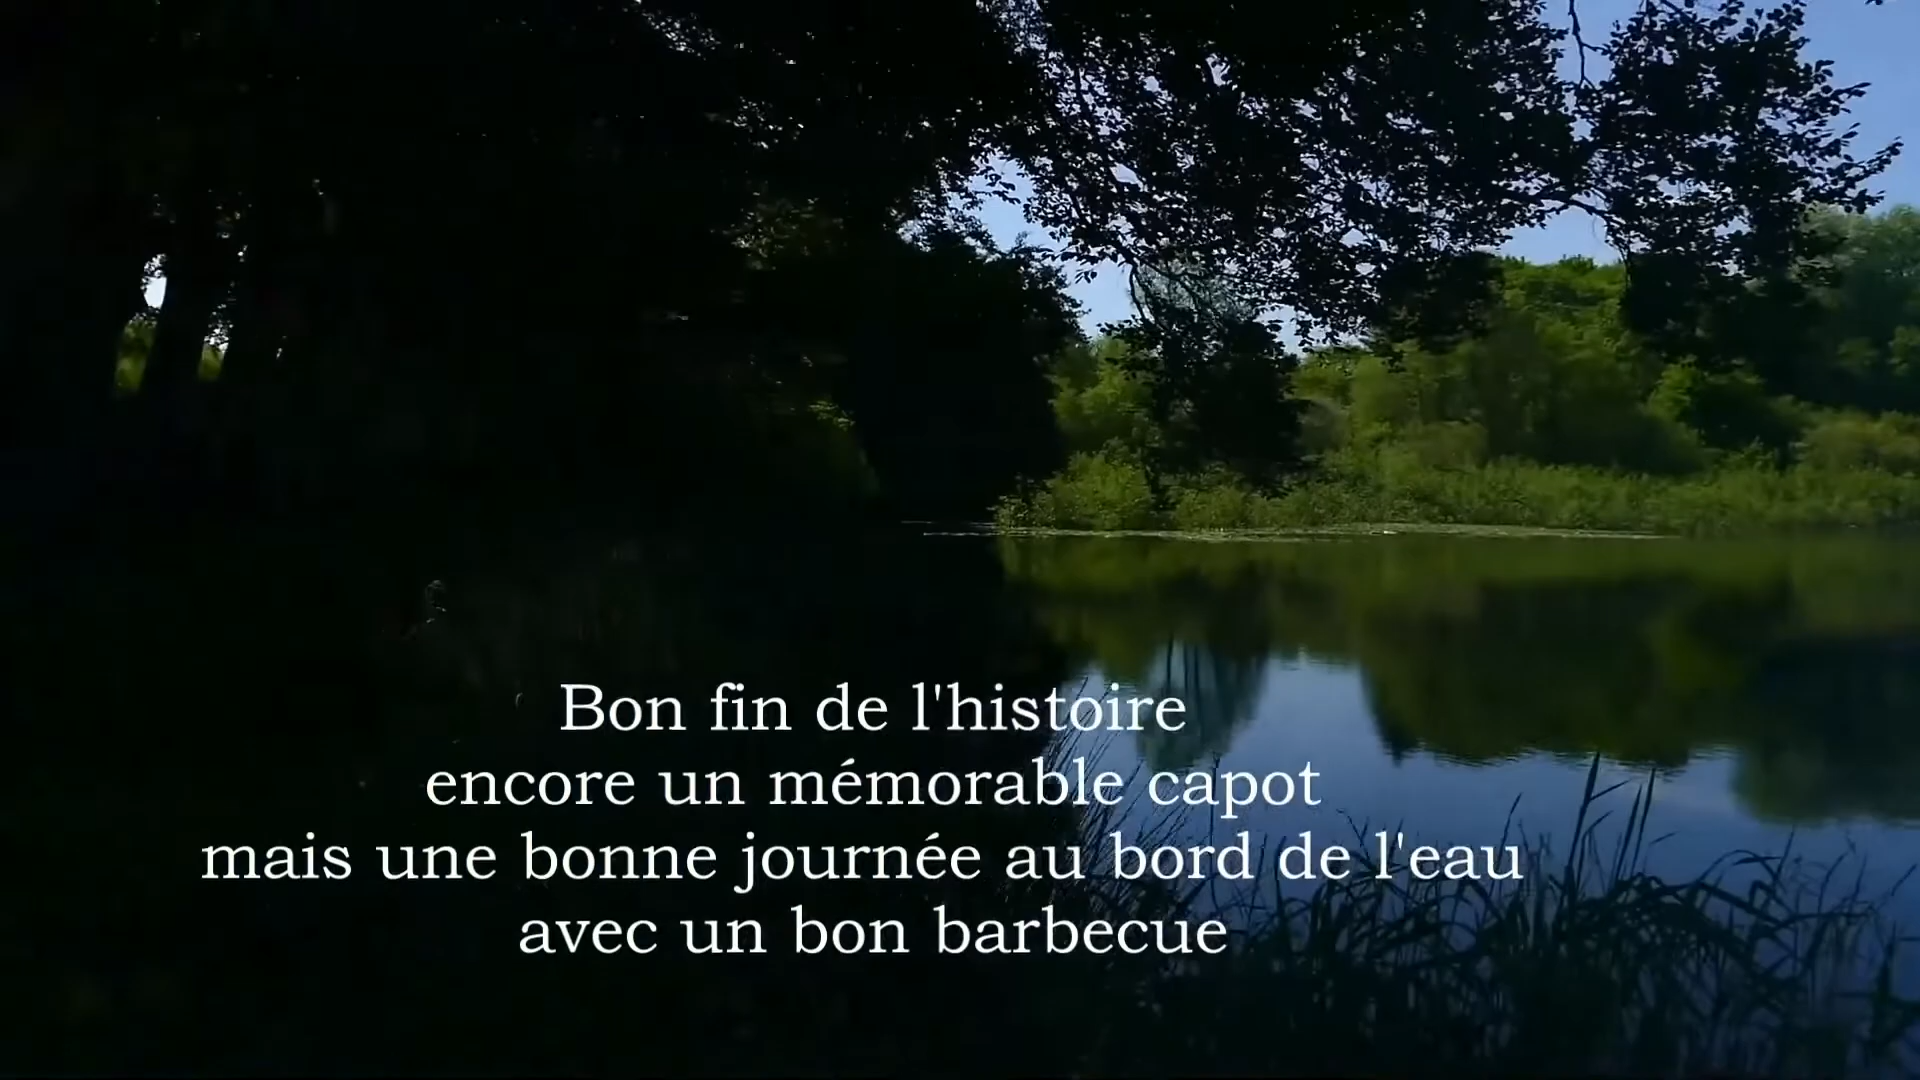 Bon fin de l'histoire
encore un mémorable capot
mais une bonne journée au bord de l'eau
avec un bon barbecue